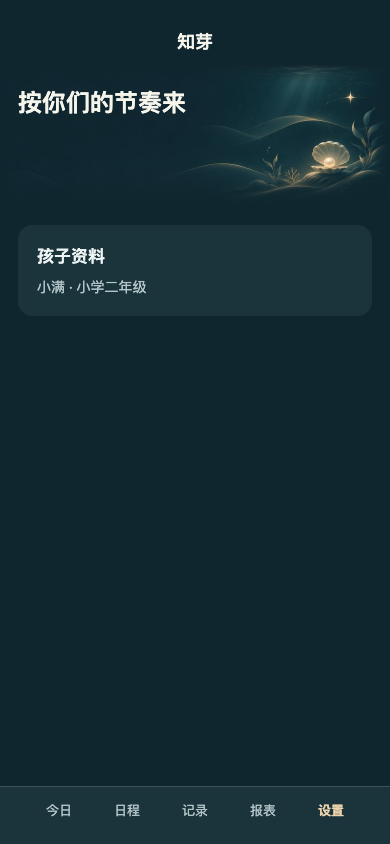 知芽
按你们的节奏来
孩子资料
小满 · 小学二年级
今日 日程 记录 报表 设置